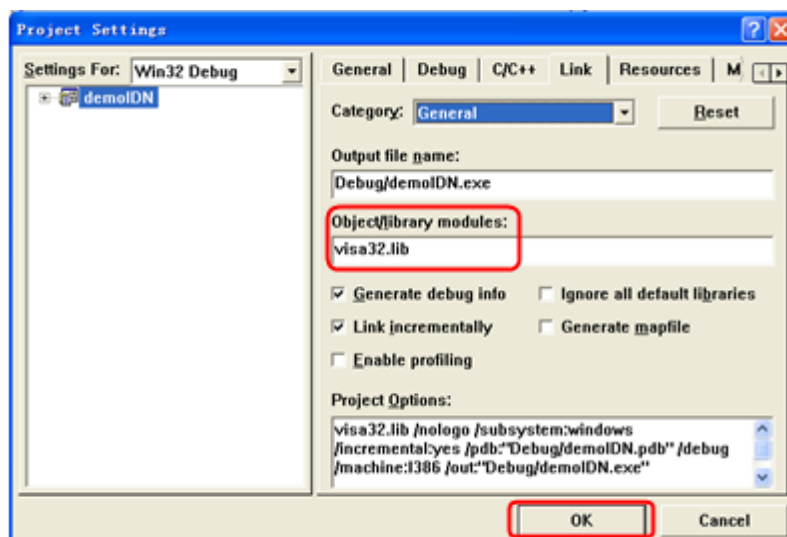 Project Settings
Settings For: Win32 Debug
demoIDN
General Debug C/C++ Link Resources M
Category: General Reset
Output file name:
Debug/demoIDN.exe
Object/library modules:
visa32.lib
Generate debug info Ignore all default libraries
Link incrementally Generate mapfile
Enable profiling
Project Options:
visa32.lib /nologo /subsystem:windows
/incremental:yes /pdb:"Debug/demoIDN.pdb" /debug
/machine:I386 /out:"Debug/demoIDN.exe"
OK Cancel